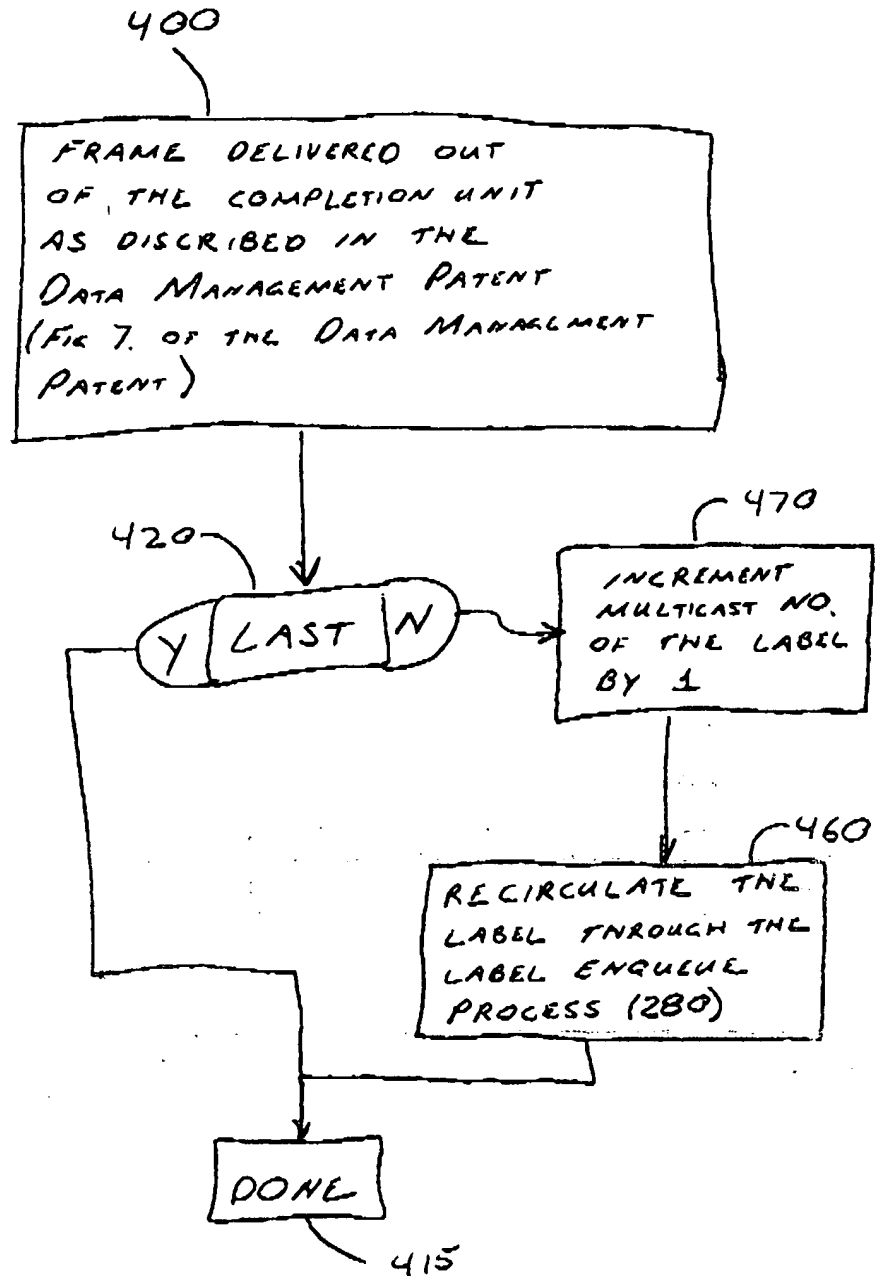 400
FRAME DELIVERED OUT
OF THE COMPLETION UNIT
AS DISCRIBED IN THE
DATA MANAGEMENT PATENT
(FIG 7. OF THE DATA MANAGEMENT
PATENT)
420
Y LAST N
470
INCREMENT
MULTICAST NO.
OF THE LABEL
BY 1
460
RECIRCULATE THE
LABEL THROUGH THE
LABEL ENQUEUE
PROCESS (280)
DONE
415